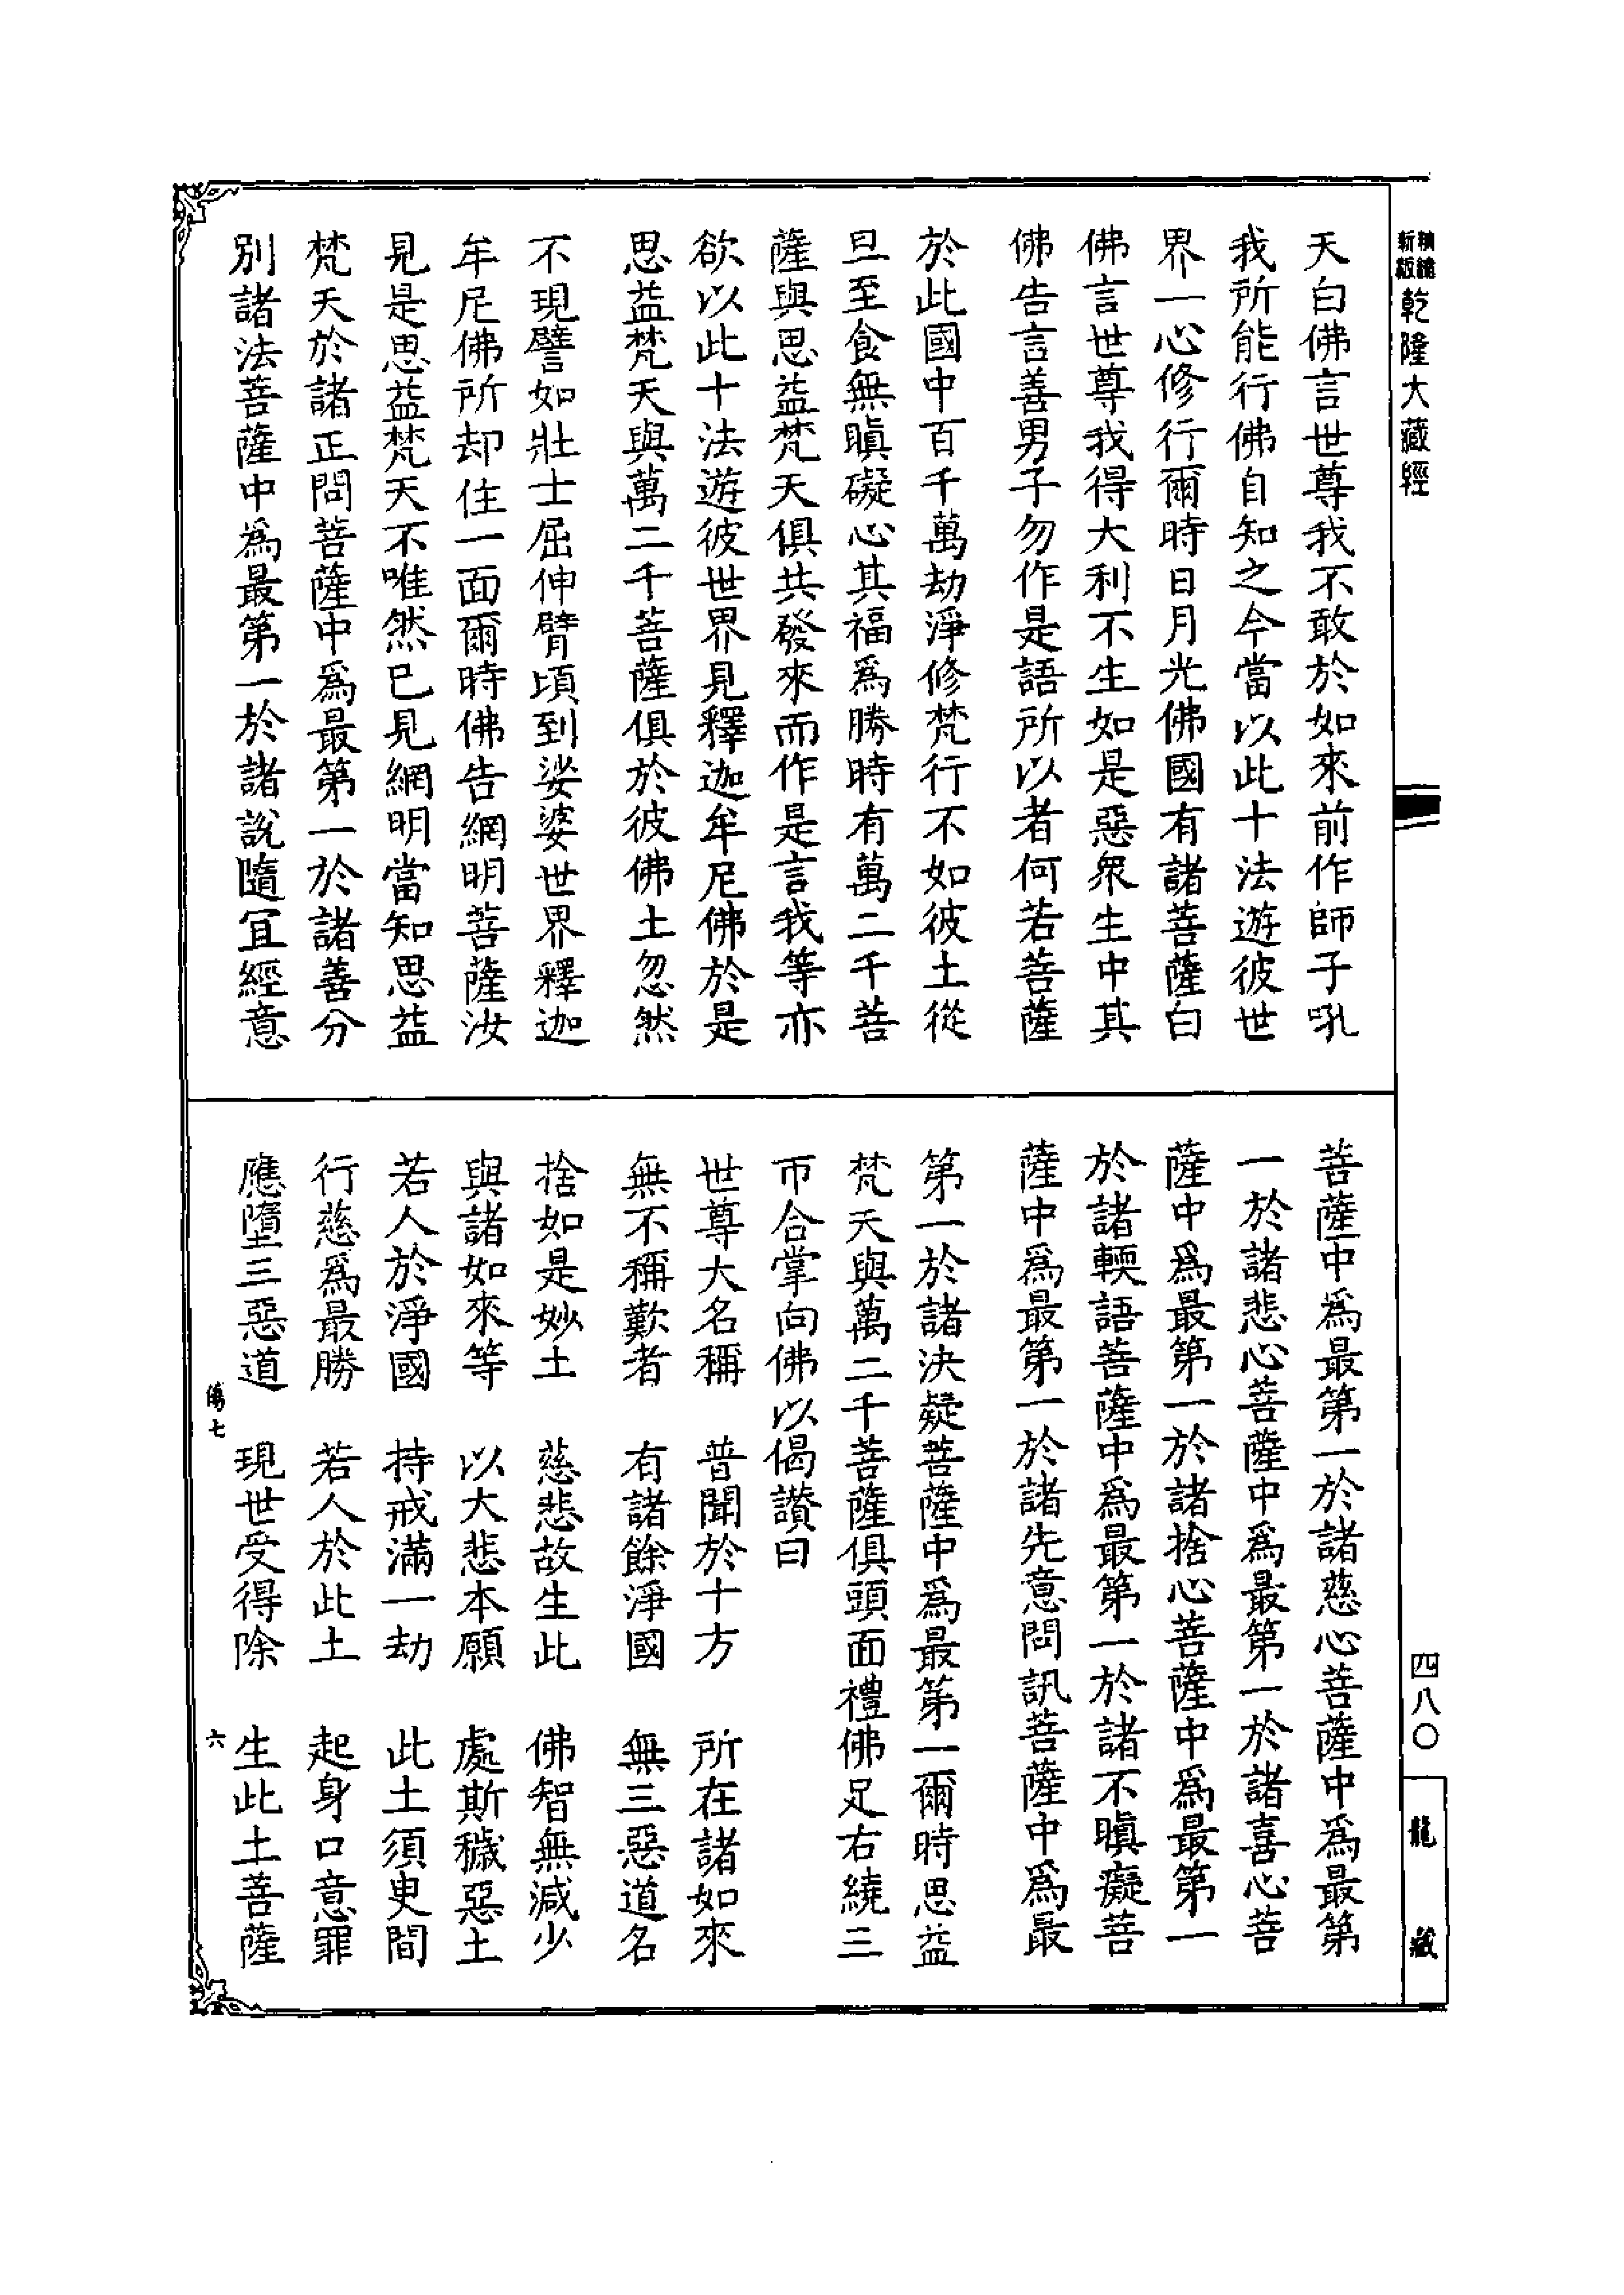 精繕
新版
乾隆大藏經
天白佛言世尊我不敢於如來前作師子吼
我所能行佛自知之今當以此十法遊彼世
界一心修行爾時日月光佛國有諸菩薩白
佛言世尊我得大利不生如是惡衆生中其
佛告言善男子勿作是語所以者何若菩薩
於此國中百千萬劫淨修梵行不如彼土從
旦至食無瞋礙心其福爲勝時有萬二千菩
薩與思益梵天俱共發來而作是言我等亦
欲以此十法遊彼世界見釋迦牟尼佛於是
思益梵天與萬二千菩薩俱於彼佛土忽然
不現譬如壯士屈伸臂頃到娑婆世界釋迦
牟尼佛所却住一面爾時佛告網明菩薩汝
見是思益梵天不唯然已見網明當知思益
梵天於諸正問菩薩中爲最第一於諸善分
別諸法菩薩中爲最第一於諸說隨宜經意
菩薩中爲最第一於諸慈心菩薩中爲最第
一於諸悲心菩薩中爲最第一於諸喜心菩
薩中爲最第一於諸捨心菩薩中爲最第一
於諸輭語菩薩中爲最第一於諸不瞋癡菩
薩中爲最第一於諸先意問訊菩薩中爲最
第一於諸決疑菩薩中爲最第一爾時思益
梵天與萬二千菩薩俱頭面禮佛足右繞三
帀合掌向佛以偈讚曰
世尊大名稱　普聞於十方　所在諸如來
無不稱歎者　有諸餘淨國　無三惡道名
捨如是妙土　慈悲故生此　佛智無減少
與諸如來等　以大悲本願　處斯穢惡土
若人於淨國　持戒滿一劫　此土須臾間
行慈爲最勝　若人於此土　起身口意罪
應墮三惡道　現世受得除　生此土菩薩
傷七
六
四八〇
龍藏